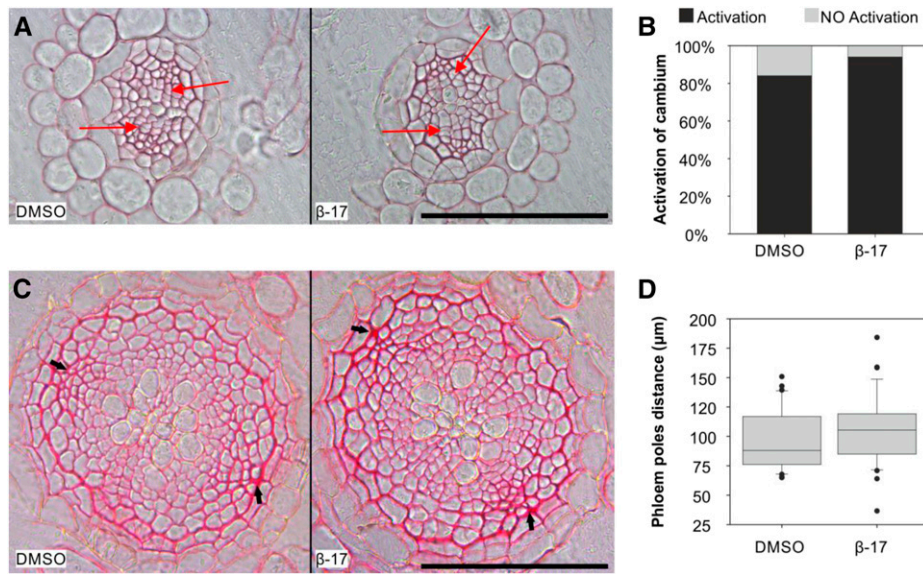 A
DMSO
β-17
B
Activation
NO Activation
Activation of cambium
100%
80%
60%
40%
20%
0%
DMSO
β-17
C
DMSO
β-17
D
Phloem poles distance (µm)
200
175
150
120
100
75
50
25
DMSO
β-17